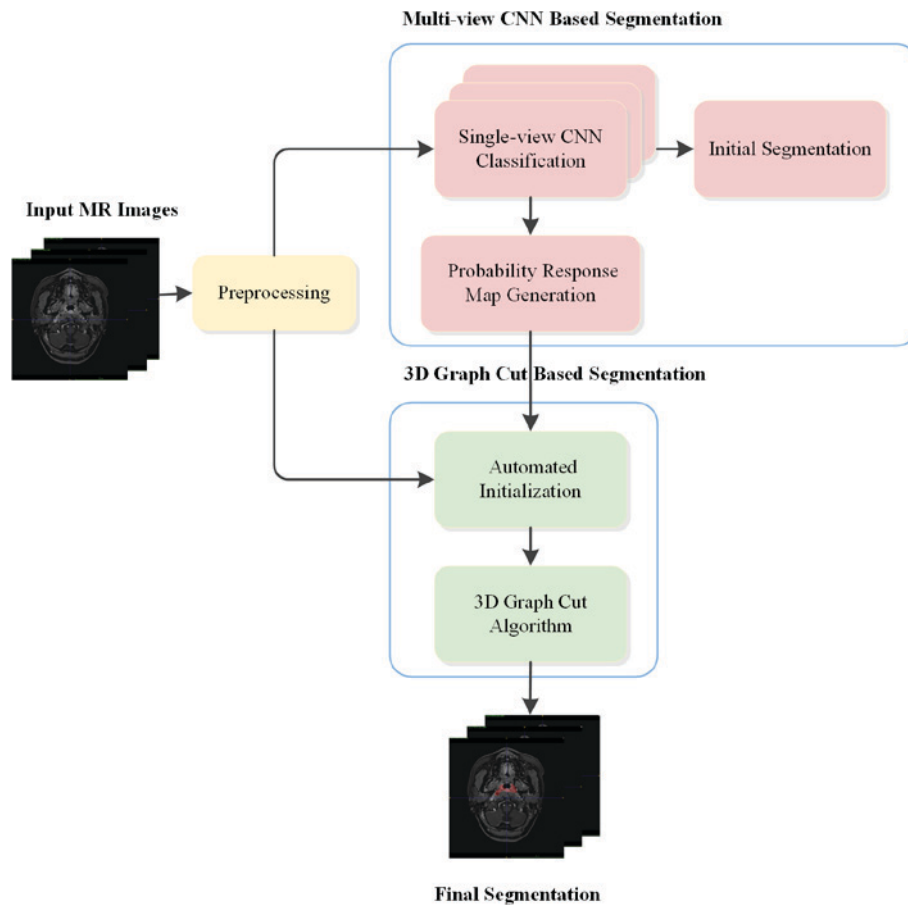 Multi-view CNN Based Segmentation
Single-view CNN
Classification
Initial Segmentation
Input MR Images
Preprocessing
Probability Response
Map Generation
3D Graph Cut Based Segmentation
Automated
Initialization
3D Graph Cut
Algorithm
Final Segmentation